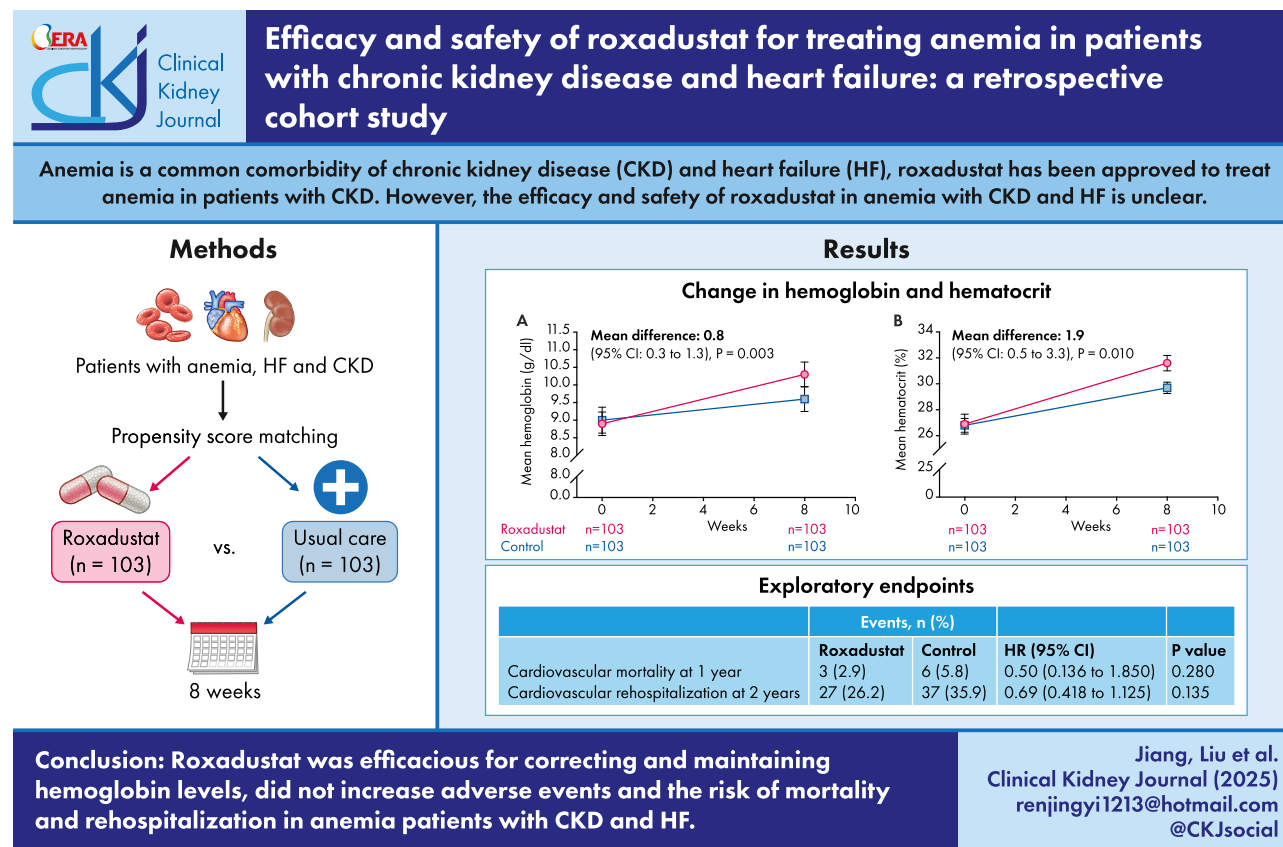 ERA
CKJ
Clinical
Kidney
Journal
Efficacy and safety of roxadustat for treating anemia in patients
with chronic kidney disease and heart failure: a retrospective
cohort study
Anemia is a common comorbidity of chronic kidney disease (CKD) and heart failure (HF), roxadustat has been approved to treat
anemia in patients with CKD. However, the efficacy and safety of roxadustat in anemia with CKD and HF is unclear.
Methods
Patients with anemia, HF and CKD
Propensity score matching
Roxadustat
(n = 103)
vs.
Usual care
(n = 103)
8 weeks
Results
Change in hemoglobin and hematocrit
A
Mean difference: 0.8
(95% CI: 0.3 to 1.3), P = 0.003
Mean hemoglobin (g/dl)
11.5
11.0
10.5
10.0
9.5
9.0
8.5
8.0
8.0
0.0
0 2 4 6 8 10
Weeks
Roxadustat n=103 n=103
Control n=103 n=103
B
Mean difference: 1.9
(95% CI: 0.5 to 3.3), P = 0.010
Mean hematocrit (%)
34
32
30
28
26
25
0
0 2 4 6 8 10
Weeks
n=103 n=103
n=103 n=103
Exploratory endpoints
Events, n (%)
Roxadustat Control HR (95% CI) P value
Cardiovascular mortality at 1 year 3 (2.9) 6 (5.8) 0.50 (0.136 to 1.850) 0.280
Cardiovascular rehospitalization at 2 years 27 (26.2) 37 (35.9) 0.69 (0.418 to 1.125) 0.135
Conclusion: Roxadustat was efficacious for correcting and maintaining
hemoglobin levels, did not increase adverse events and the risk of mortality
and rehospitalization in anemia patients with CKD and HF.
Jiang, Liu et al.
Clinical Kidney Journal (2025)
renjingyi1213@hotmail.com
@CKJsocial